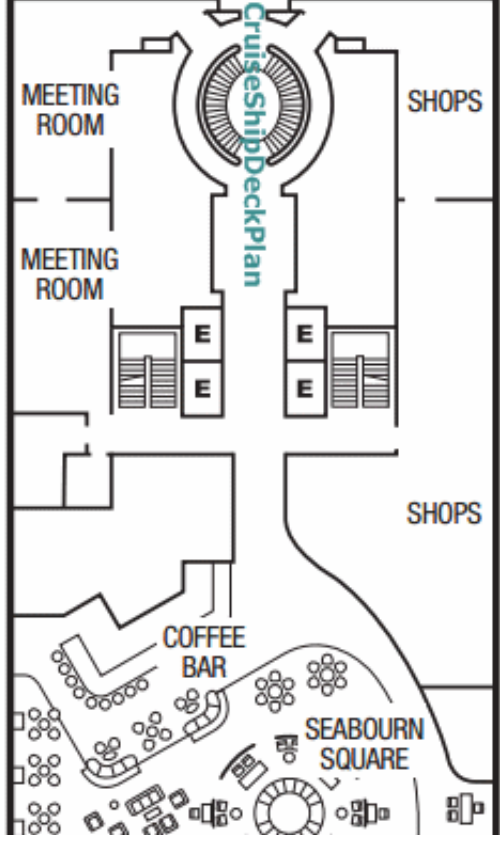 CruiseShipDeckPlan
MEETING
ROOM
SHOPS
MEETING
ROOM
E
E
E
E
SHOPS
COFFEE
BAR
SEABOURN
SQUARE